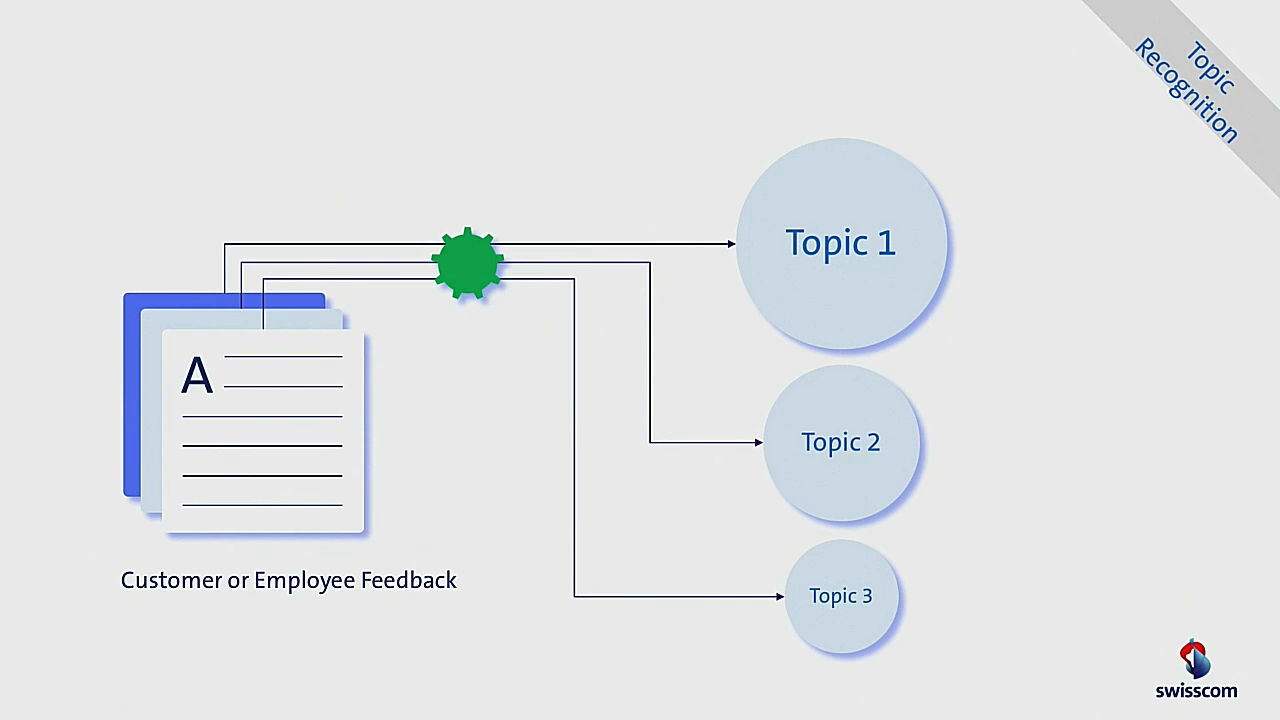 Topic
Recognition
Topic 1
A
Topic 2
Customer or Employee Feedback
Topic 3
swisscom